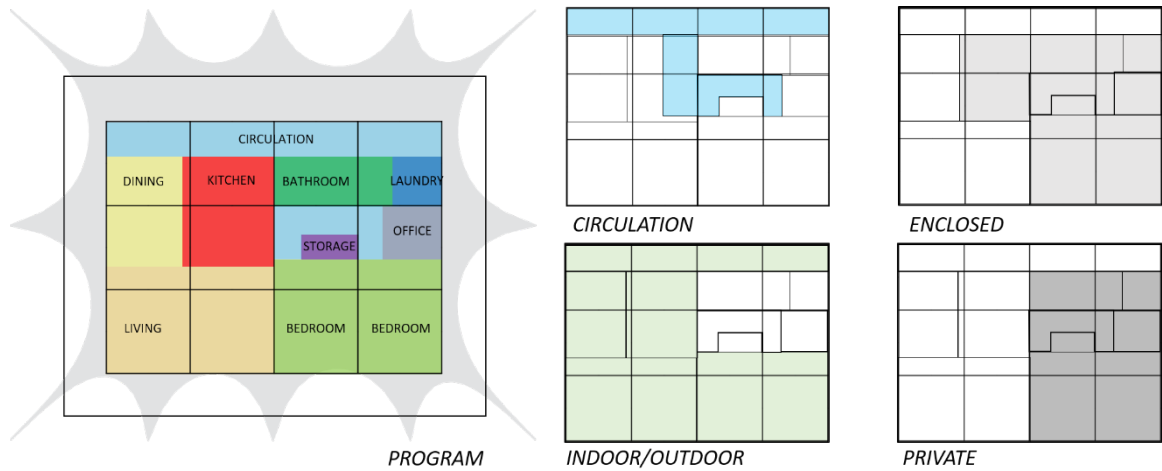 CIRCULATION
DINING
KITCHEN
BATHROOM
LAUNDRY
STORAGE
OFFICE
LIVING
BEDROOM
BEDROOM
PROGRAM
CIRCULATION
ENCLOSED
INDOOR/OUTDOOR
PRIVATE